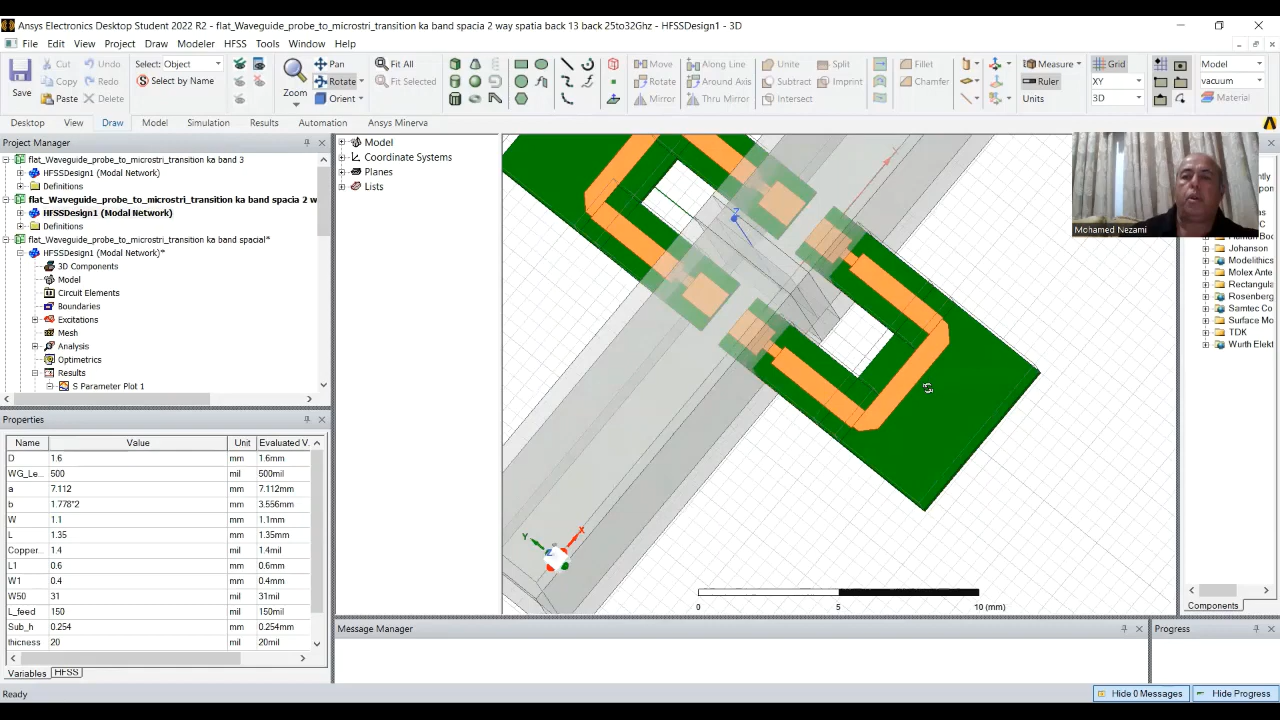 Ansys Electronics Desktop Student 2022 R2 - flat_Waveguide_probe_to_microstri_transition ka band spacia 2 way spatia back 13 back 25to32Ghz - HFSSDesign1 - 3D
File Edit View Project Draw Modeler HFSS Tools Window Help
Save
Cut Undo
Copy Redo
Paste Delete
Select: Object
Select by Name
Zoom
Pan
Rotate
Orient
Fit All
Fit Selected
Move Along Line
Rotate Around Axis
Mirror Thru Mirror
Unite Split
Subtract Imprint
Intersect
Fillet
Chamfer
Measure
Ruler
Units
Grid
XY
3D
Model
vacuum
Material
Desktop View Draw Model Simulation Results Automation Ansys Minerva
Project Manager
flat_Waveguide_probe_to_microstri_transition ka band 3
HFSSDesign1 (Modal Network)
Definitions
flat_Waveguide_probe_to_microstri_transition ka band spacia 2 w
HFSSDesign1 (Modal Network)
Definitions
flat_Waveguide_probe_to_microstri_transition ka band spacial*
HFSSDesign1 (Modal Network)*
3D Components
Model
Circuit Elements
Boundaries
Excitations
Mesh
Analysis
Optimetrics
Results
S Parameter Plot 1
Properties
Name Value Unit Evaluated V.
D 1.6 mm 1.6mm
WG_Le... 500 mil 500mil
a 7.112 mm 7.112mm
b 1.778*2 mm 3.556mm
W 1.1 mm 1.1mm
L 1.35 mm 1.35mm
Copper.. 1.4 mil 1.4mil
L1 0.6 mm 0.6mm
W1 0.4 mm 0.4mm
W50 31 mil 31mil
L_feed 150 mil 150mil
Sub_h 0.254 mm 0.254mm
thicness 20 mil 20mil
Variables HFSS
Model
Coordinate Systems
Planes
Lists
Z
Y X
0 5 10 (mm)
Mohamed Nezami
Johanson
Modelithics
Molex Ante
Rectangula
Rosenberg
Samtec Co
Surface Mo
TDK
Wurth Elekt
Components
Message Manager
Progress
Ready
Hide 0 Messages Hide Progress